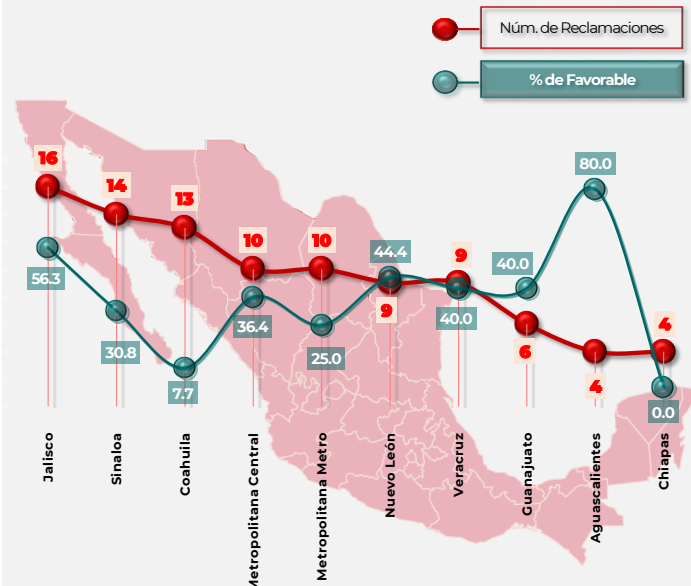 Núm. de Reclamaciones
% de Favorable
16
14
13
10
10
9
9
6
4
4
56.3
30.8
7.7
36.4
25.0
44.4
40.0
40.0
80.0
0.0
Jalisco
Sinaloa
Coahuila
Metropolitana Central
Metropolitana Metro
Nuevo León
Veracruz
Guanajuato
Aguascalientes
Chiapas